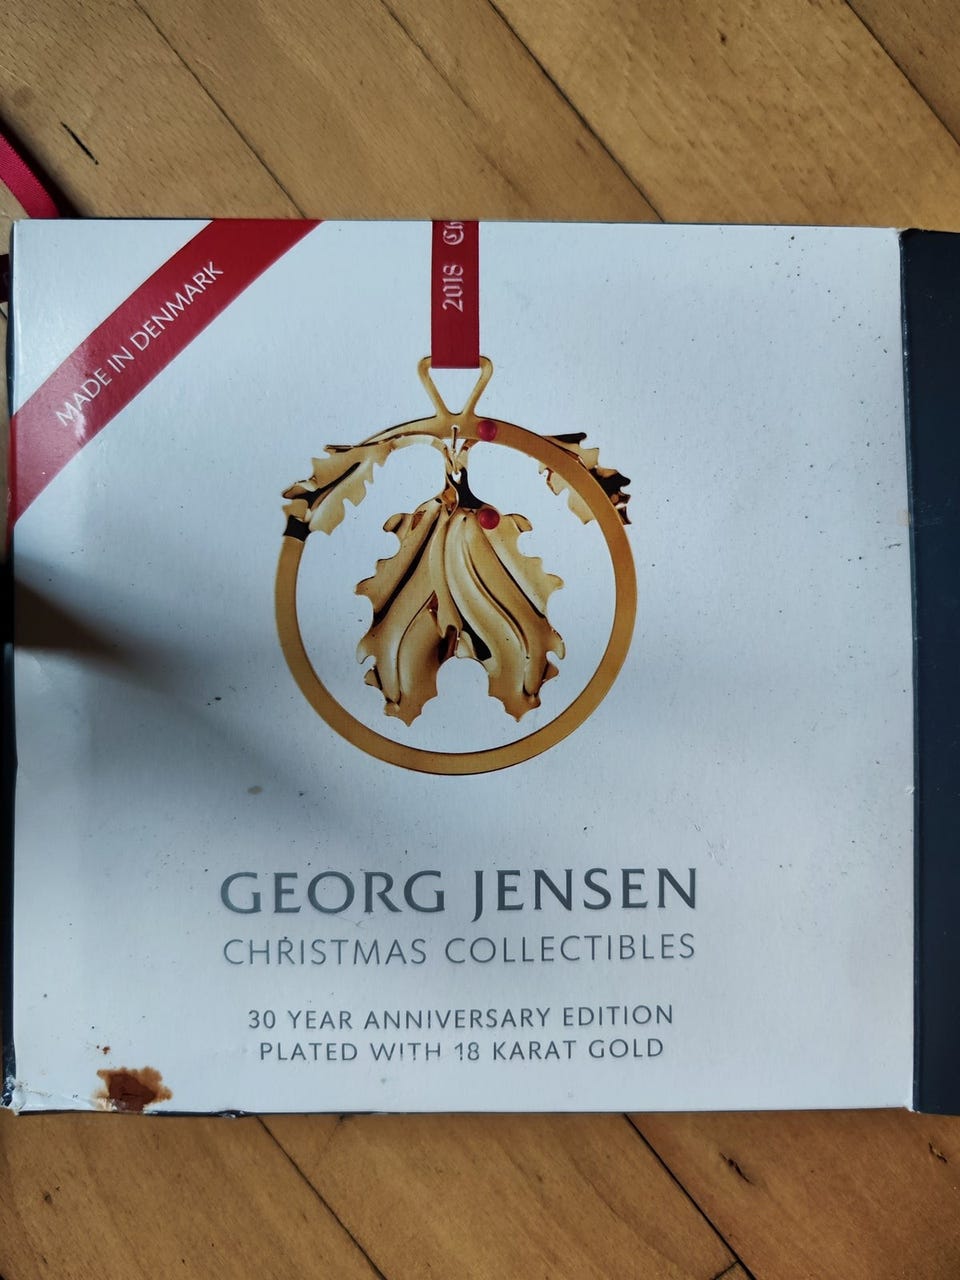 MADE IN DENMARK
2018
GEORG JENSEN
CHRISTMAS COLLECTIBLES
30 YEAR ANNIVERSARY EDITION
PLATED WITH 18 KARAT GOLD